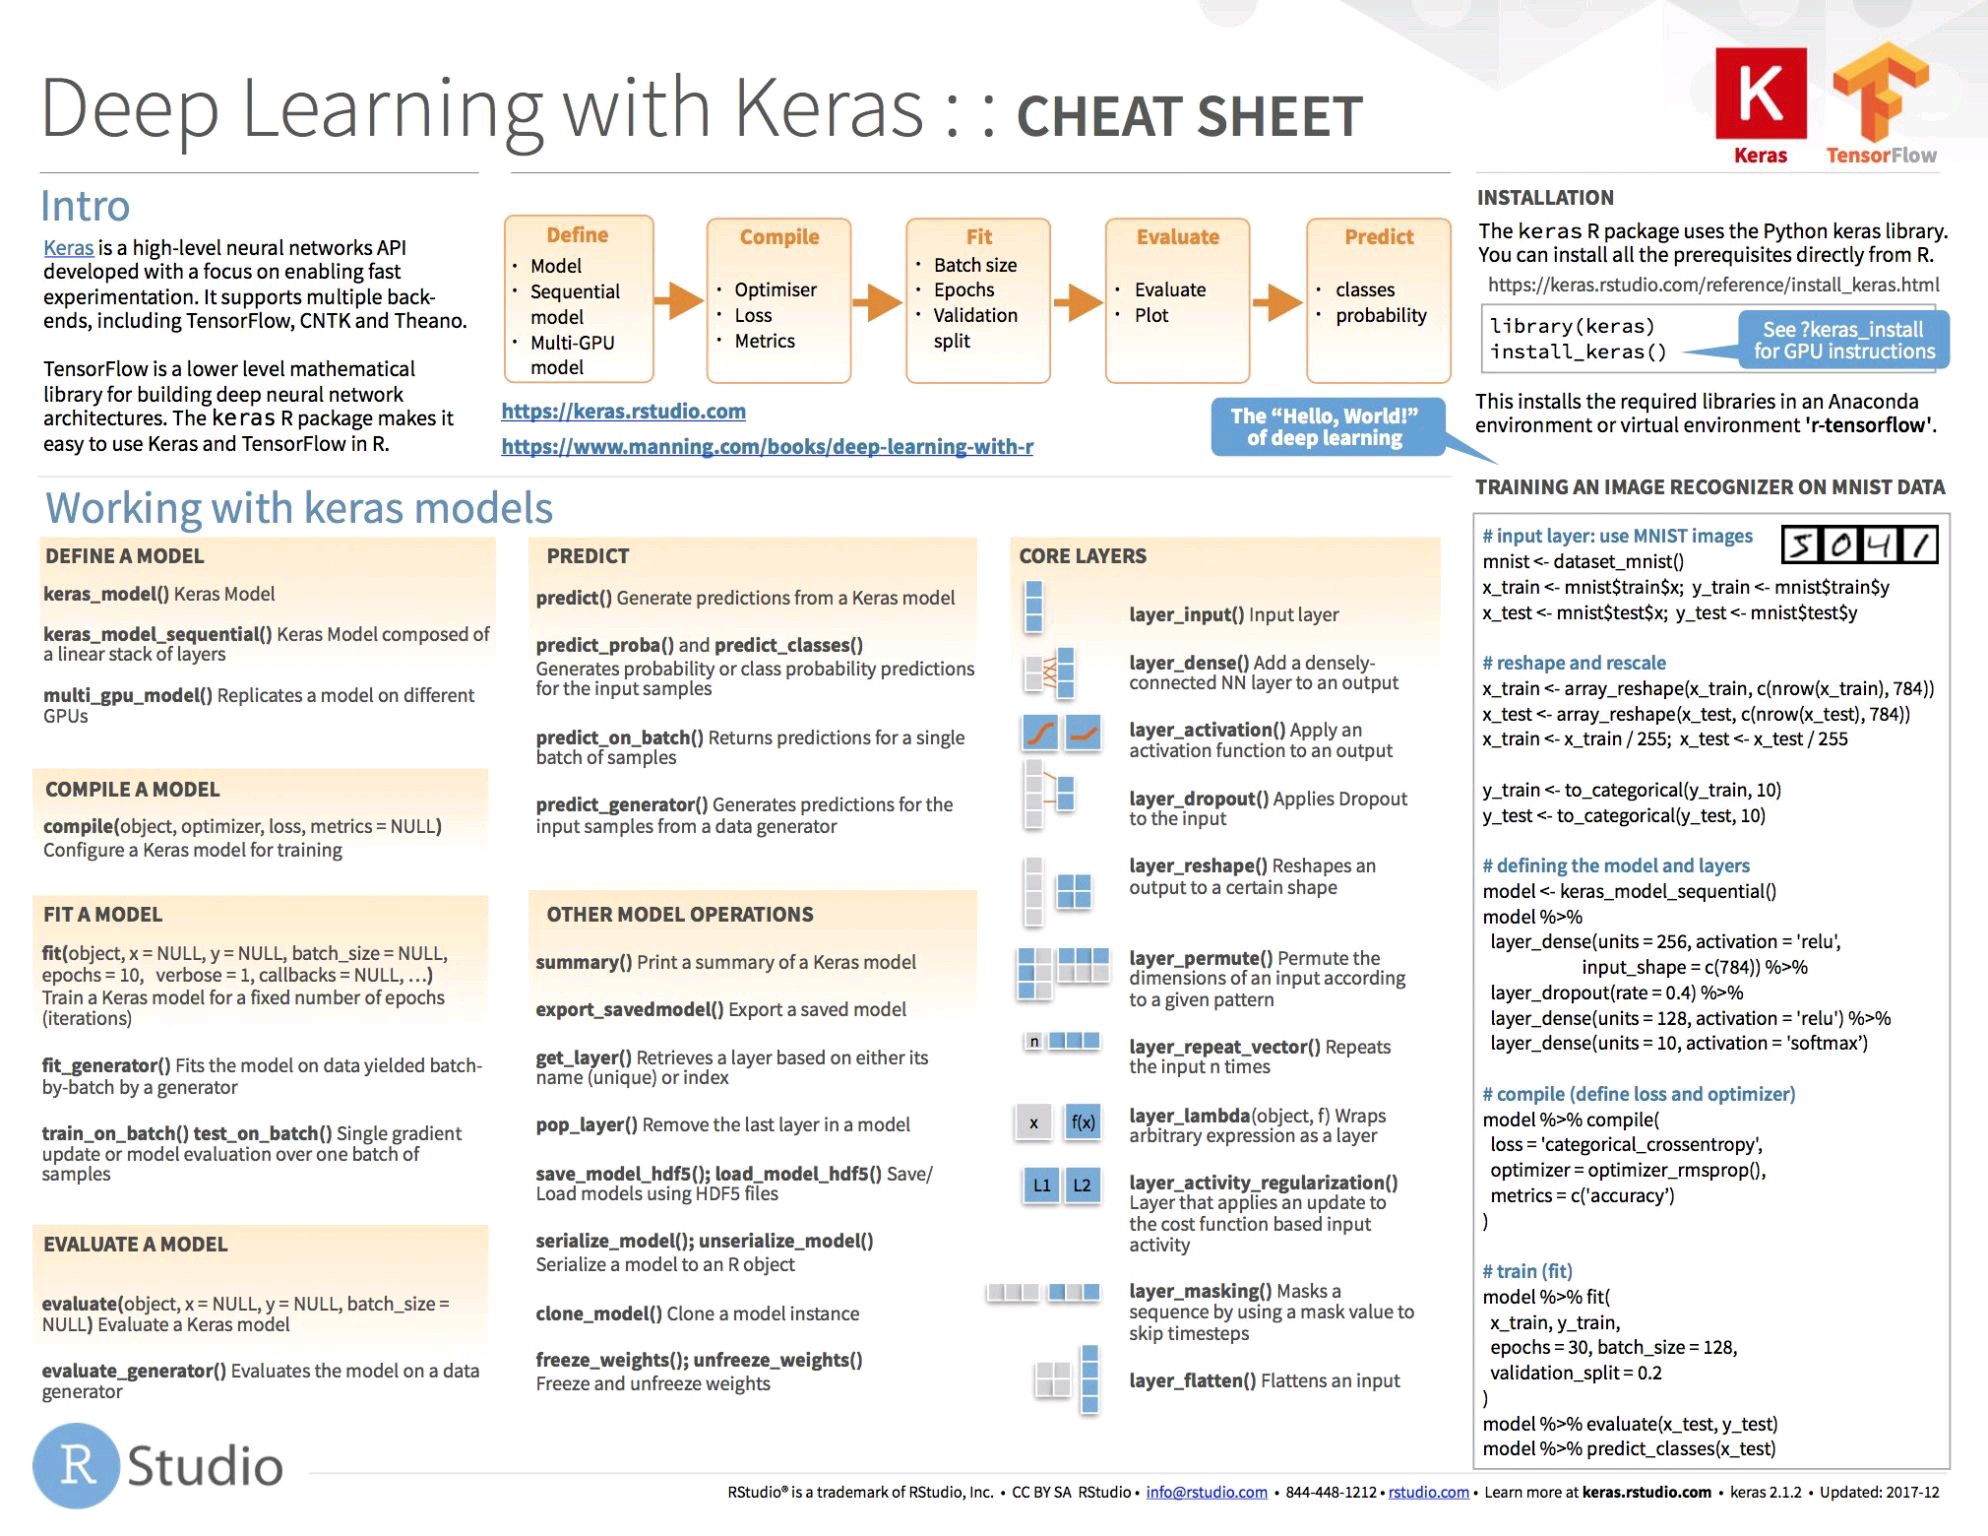 Deep Learning with Keras : : CHEAT SHEET
K
Keras
TensorFlow
Intro
Keras is a high-level neural networks API
developed with a focus on enabling fast
experimentation. It supports multiple back-
ends, including TensorFlow, CNTK and Theano.
TensorFlow is a lower level mathematical
library for building deep neural network
architectures. The keras R package makes it
easy to use Keras and TensorFlow in R.
Define
• Model
• Sequential
model
• Multi-GPU
model
Compile
• Optimiser
• Loss
• Metrics
Fit
• Batch size
• Epochs
• Validation
split
Evaluate
• Evaluate
• Plot
Predict
• classes
• probability
https://keras.rstudio.com
https://www.manning.com/books/deep-learning-with-r
The “Hello, World!”
of deep learning
INSTALLATION
The keras R package uses the Python keras library.
You can install all the prerequisites directly from R.
https://keras.rstudio.com/reference/install_keras.html
library(keras)
install_keras()
See ?keras_install
for GPU instructions
This installs the required libraries in an Anaconda
environment or virtual environment 'r-tensorflow'.
Working with keras models
DEFINE A MODEL
keras_model() Keras Model
keras_model_sequential() Keras Model composed of
a linear stack of layers
multi_gpu_model() Replicates a model on different
GPUs
COMPILE A MODEL
compile(object, optimizer, loss, metrics = NULL)
Configure a Keras model for training
FIT A MODEL
fit(object, x = NULL, y = NULL, batch_size = NULL,
epochs = 10, verbose = 1, callbacks = NULL, …)
Train a Keras model for a fixed number of epochs
(iterations)
fit_generator() Fits the model on data yielded batch-
by-batch by a generator
train_on_batch() test_on_batch() Single gradient
update or model evaluation over one batch of
samples
EVALUATE A MODEL
evaluate(object, x = NULL, y = NULL, batch_size =
NULL) Evaluate a Keras model
evaluate_generator() Evaluates the model on a data
generator
PREDICT
predict() Generate predictions from a Keras model
predict_proba() and predict_classes()
Generates probability or class probability predictions
for the input samples
predict_on_batch() Returns predictions for a single
batch of samples
predict_generator() Generates predictions for the
input samples from a data generator
OTHER MODEL OPERATIONS
summary() Print a summary of a Keras model
export_savedmodel() Export a saved model
get_layer() Retrieves a layer based on either its
name (unique) or index
pop_layer() Remove the last layer in a model
save_model_hdf5(); load_model_hdf5() Save/
Load models using HDF5 files
serialize_model(); unserialize_model()
Serialize a model to an R object
clone_model() Clone a model instance
freeze_weights(); unfreeze_weights()
Freeze and unfreeze weights
CORE LAYERS
layer_input() Input layer
layer_dense() Add a densely-
connected NN layer to an output
layer_activation() Apply an
activation function to an output
layer_dropout() Applies Dropout
to the input
layer_reshape() Reshapes an
output to a certain shape
layer_permute() Permute the
dimensions of an input according
to a given pattern
n
layer_repeat_vector() Repeats
the input n times
x f(x)
layer_lambda(object, f) Wraps
arbitrary expression as a layer
L1 L2
layer_activity_regularization()
Layer that applies an update to
the cost function based input
activity
layer_masking() Masks a
sequence by using a mask value to
skip timesteps
layer_flatten() Flattens an input
TRAINING AN IMAGE RECOGNIZER ON MNIST DATA
5 0 4 1
# input layer: use MNIST images
mnist <- dataset_mnist()
x_train <- mnist$train$x; y_train <- mnist$train$y
x_test <- mnist$test$x; y_test <- mnist$test$y
# reshape and rescale
x_train <- array_reshape(x_train, c(nrow(x_train), 784))
x_test <- array_reshape(x_test, c(nrow(x_test), 784))
x_train <- x_train / 255; x_test <- x_test / 255
y_train <- to_categorical(y_train, 10)
y_test <- to_categorical(y_test, 10)
# defining the model and layers
model <- keras_model_sequential()
model %>%
layer_dense(units = 256, activation = 'relu',
input_shape = c(784)) %>%
layer_dropout(rate = 0.4) %>%
layer_dense(units = 128, activation = 'relu') %>%
layer_dense(units = 10, activation = 'softmax’)
# compile (define loss and optimizer)
model %>% compile(
loss = 'categorical_crossentropy',
optimizer = optimizer_rmsprop(),
metrics = c('accuracy’)
)
# train (fit)
model %>% fit(
x_train, y_train,
epochs = 30, batch_size = 128,
validation_split = 0.2
)
model %>% evaluate(x_test, y_test)
model %>% predict_classes(x_test)
R Studio
RStudio® is a trademark of RStudio, Inc. • CC BY SA RStudio • info@rstudio.com • 844-448-1212 • rstudio.com • Learn more at keras.rstudio.com • keras 2.1.2 • Updated: 2017-12